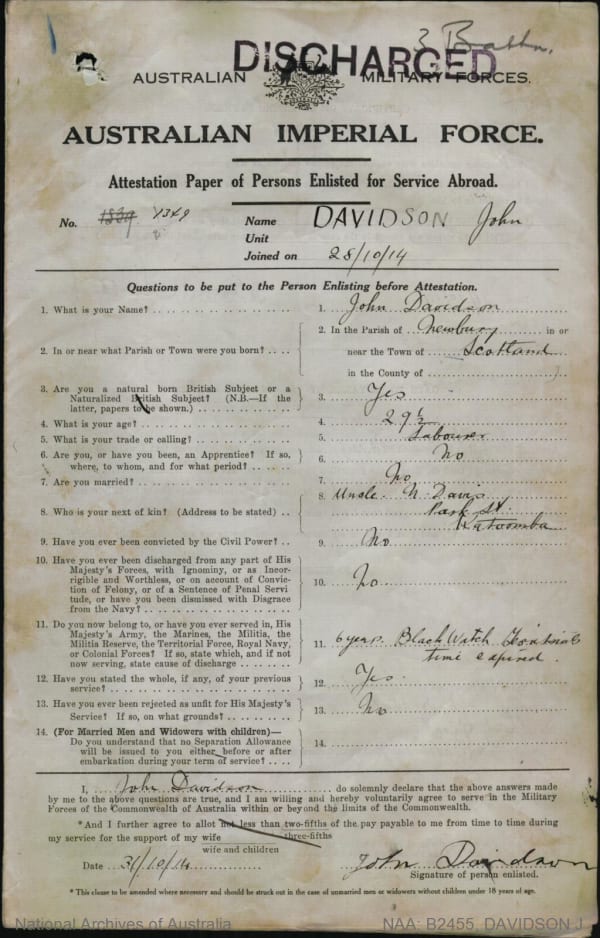 3 Battn.
DISCHARGED
AUSTRALIAN MILITARY FORCES.
AUSTRALIAN IMPERIAL FORCE.
Attestation Paper of Persons Enlisted for Service Abroad.
No. 1349 Name DAVIDSON John
Unit
Joined on 28/10/14
Questions to be put to the Person Enlisting before Attestation.
1. What is your Name? 1. John Davidson
2. In or near what Parish or Town were you born? 2. In the Parish of Newbury in or
near the Town of Scotland
in the County of
3. Are you a natural born British Subject or a
Naturalized British Subject? (N.B.—If the
latter, papers to be shown.) 3. Yes
4. What is your age? 4. 29½
5. What is your trade or calling? 5. Labourer
6. Are you, or have you been, an Apprentice? If so,
where, to whom, and for what period? 6. No
7. Are you married? 7. No
8. Who is your next of kin? (Address to be stated) 8. Uncle N. Davis
Park St.
Katoomba
9. Have you ever been convicted by the Civil Power? 9. No
10. Have you ever been discharged from any part of His
Majesty's Forces, with Ignominy, or as Incor-
rigible and Worthless, or on account of Convic-
tion of Felony, or of a Sentence of Penal Servi-
tude, or have you been dismissed with Disgrace
from the Navy? 10. No
11. Do you now belong to, or have you ever served in, His
Majesty's Army, the Marines, the Militia, the
Militia Reserve, the Territorial Force, Royal Navy,
or Colonial Forces? If so, state which, and if not
now serving, state cause of discharge 11. 6 years Black Watch
time expired.
12. Have you stated the whole, if any, of your previous
service? 12. Yes
13. Have you ever been rejected as unfit for His Majesty's
Service? If so, on what grounds? 13. No
14. (For Married Men and Widowers with children)—
Do you understand that no Separation Allowance
will be issued to you either before or after
embarkation during your term of service? 14.
I, John Davidson do solemnly declare that the above answers made
by me to the above questions are true, and I am willing and hereby voluntarily agree to serve in the Military
Forces of the Commonwealth of Australia within or beyond the limits of the Commonwealth.
*And I further agree to allot not less than two-fifths of the pay payable to me from time to time during
three-fifths
my service for the support of my wife
wife and children
Date 31/10/14 John Davidson
Signature of person enlisted.
* This clause to be amended where necessary and should be struck out in the case of unmarried men or widowers without children under 18 years of age.
National Archives of Australia NAA: B2455, DAVIDSON J